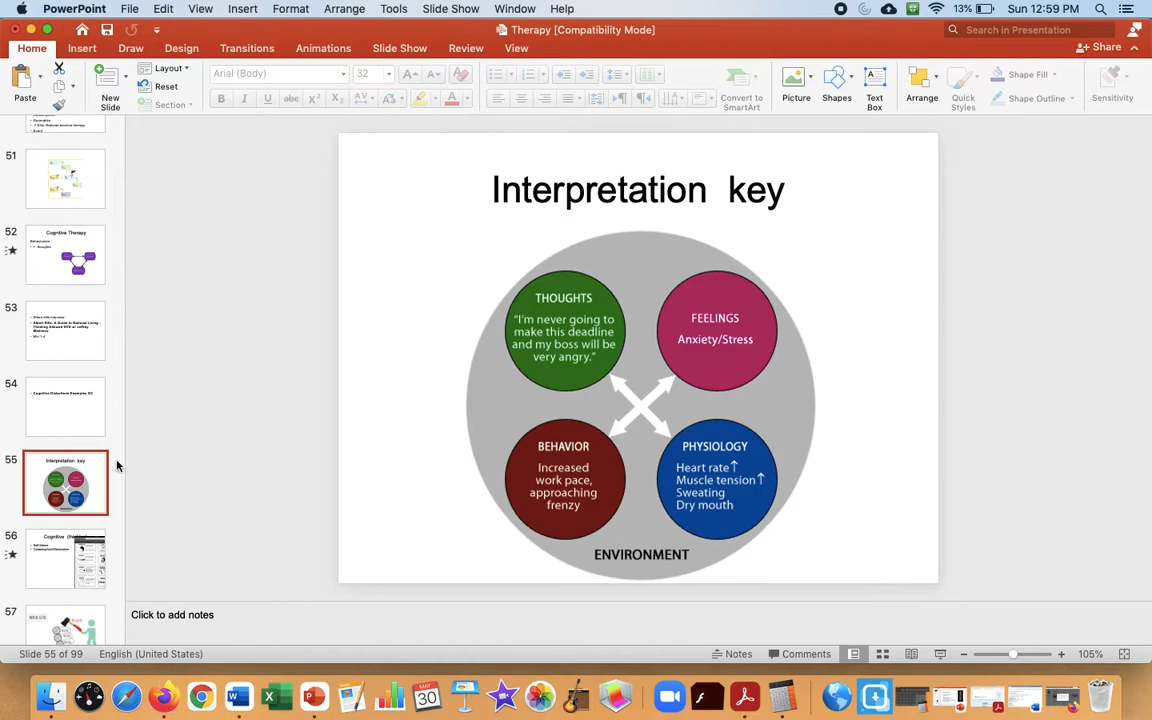 PowerPoint File Edit View Insert Format Arrange Tools Slide Show Window Help 13% Sun 12:59 PM
Therapy [Compatibility Mode] Search in Presentation
Home Insert Draw Design Transitions Animations Slide Show Review View Share
Paste New Slide Layout Reset Section Arial (Body) 32 Convert to SmartArt Picture Shapes Text Box Arrange Quick Styles Shape Fill Shape Outline Sensitivity
51
52
Cognitive Therapy
53
54
Cognitive Distortions Examples
55
Interpretation key
56
57
Interpretation key
THOUGHTS
"I'm never going to
make this deadline
and my boss will be
very angry."
FEELINGS
Anxiety/Stress
BEHAVIOR
Increased
work pace,
approaching
frenzy
PHYSIOLOGY
Heart rate↑
Muscle tension↑
Sweating
Dry mouth
ENVIRONMENT
Click to add notes
Slide 55 of 99 English (United States) Notes Comments 105%